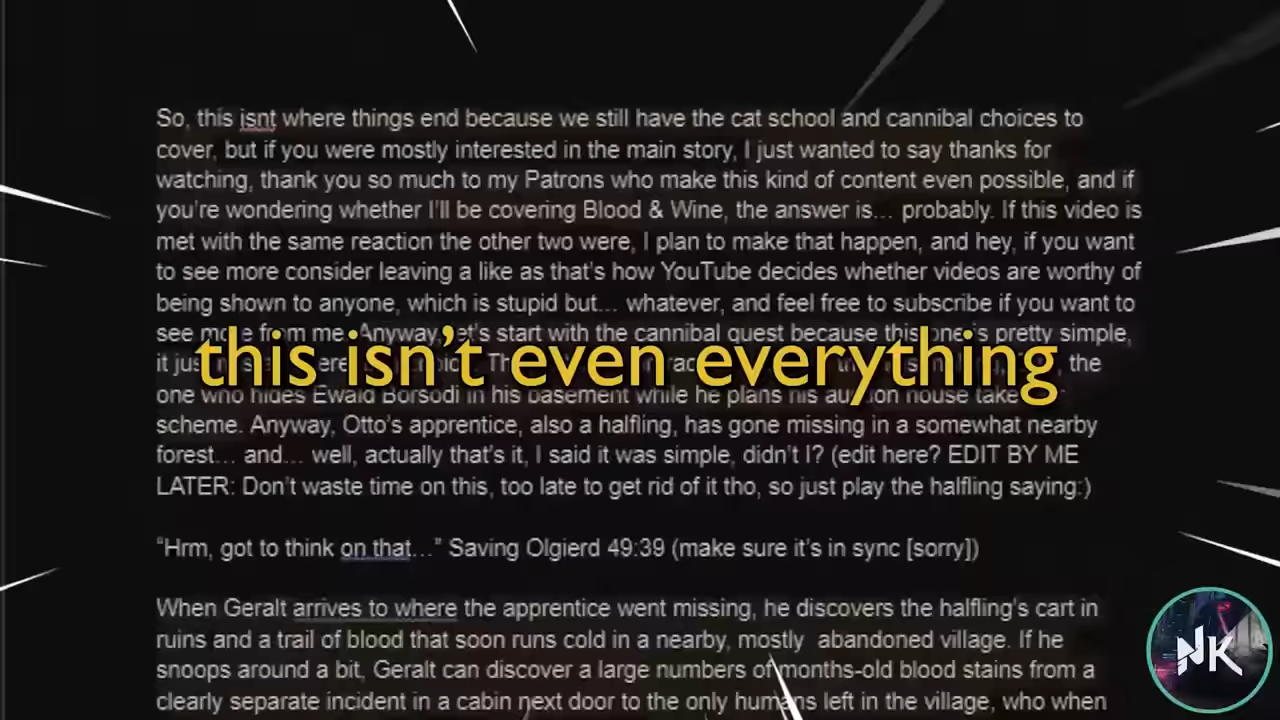 So, this isnt where things end because we still have the cat school and cannibal choices to
cover, but if you were mostly interested in the main story, I just wanted to say thanks for
watching, thank you so much to my Patrons who make this kind of content even possible, and if
you're wondering whether I'll be covering Blood & Wine, the answer is... probably. If this video is
met with the same reaction the other two were, I plan to make that happen, and hey, if you want
to see more consider leaving a like as that's how YouTube decides whether videos are worthy of
being shown to anyone, which is stupid but... whatever, and feel free to subscribe if you want to
see more from me. Anyway, let's start with the cannibal quest because this one is pretty simple,
this isn't even everything
it the
one who hides Ewald Borsodi in his basement while he plans his auction house
scheme. Anyway, Otto's apprentice, also a halfling, has gone missing in a somewhat nearby
forest... and... well, actually that's it, I said it was simple, didn't I? (edit here? EDIT BY ME
LATER: Don't waste time on this, too late to get rid of it tho, so just play the halfling saying:)
“Hrm, got to think on that...” Saving Olgierd 49:39 (make sure it's in sync [sorry])
When Geralt arrives to where the apprentice went missing, he discovers the halfling's cart in
ruins and a trail of blood that soon runs cold in a nearby, mostly abandoned village. If he
snoops around a bit, Geralt can discover a large numbers of months-old blood stains from a
clearly separate incident in a cabin next door to the only humans left in the village, who when
NK